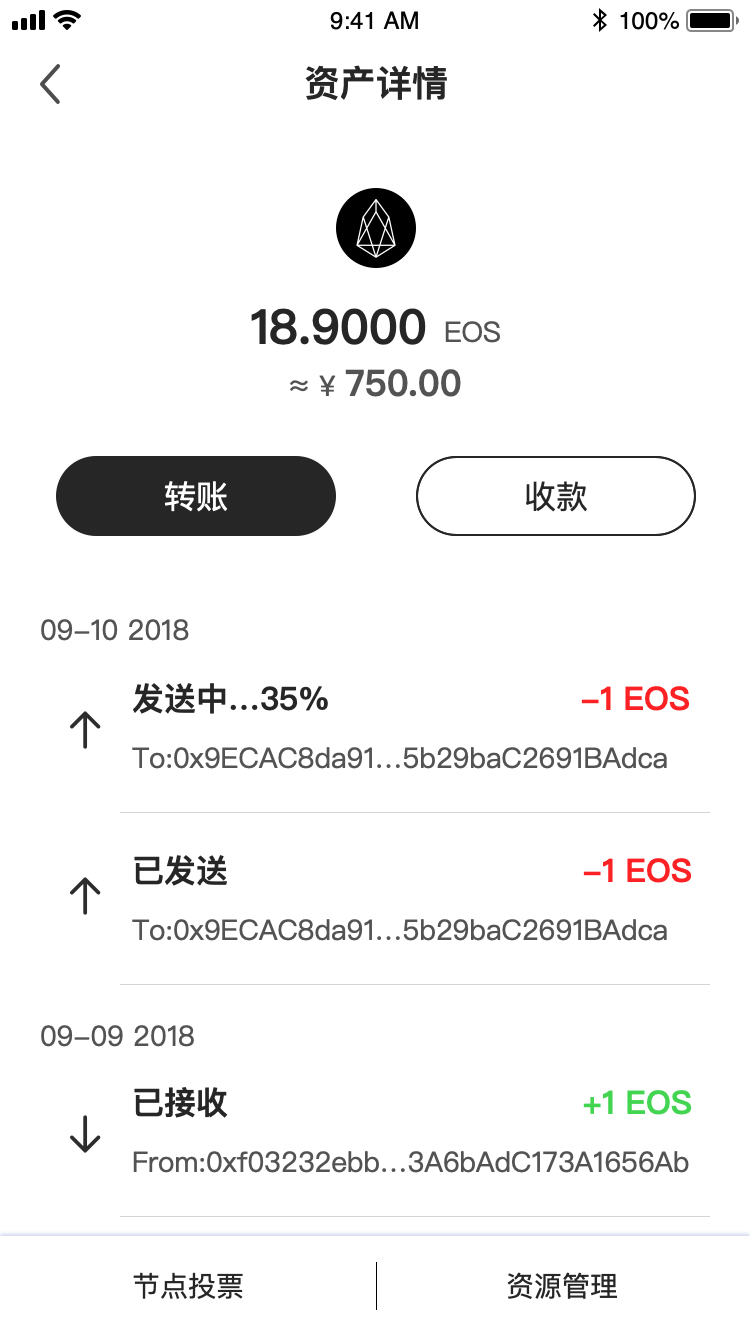 9:41 AM 100%
资产详情
18.9000 EOS
≈ ¥ 750.00
转账 收款
09–10 2018
发送中...35% –1 EOS
To:0x9ECAC8da91...5b29baC2691BAdca
已发送 –1 EOS
To:0x9ECAC8da91...5b29baC2691BAdca
09–09 2018
已接收 +1 EOS
From:0xf03232ebb...3A6bAdC173A1656Ab
节点投票 资源管理